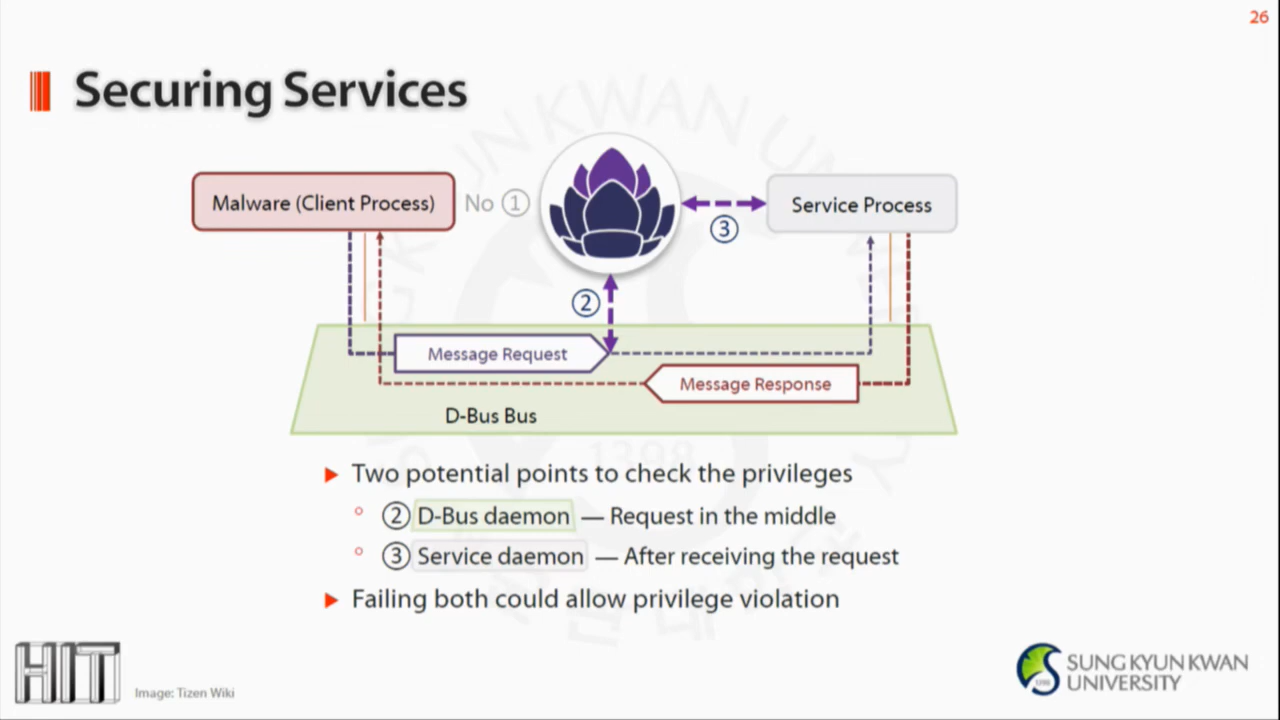 26
Securing Services
Malware (Client Process)
No ①
③
Service Process
②
Message Request
Message Response
D-Bus Bus
1398
Two potential points to check the privileges
② D-Bus daemon — Request in the middle
③ Service daemon — After receiving the request
Failing both could allow privilege violation
HIT
Image: Tizen Wiki
1398
SUNG KYUN KWAN
UNIVERSITY